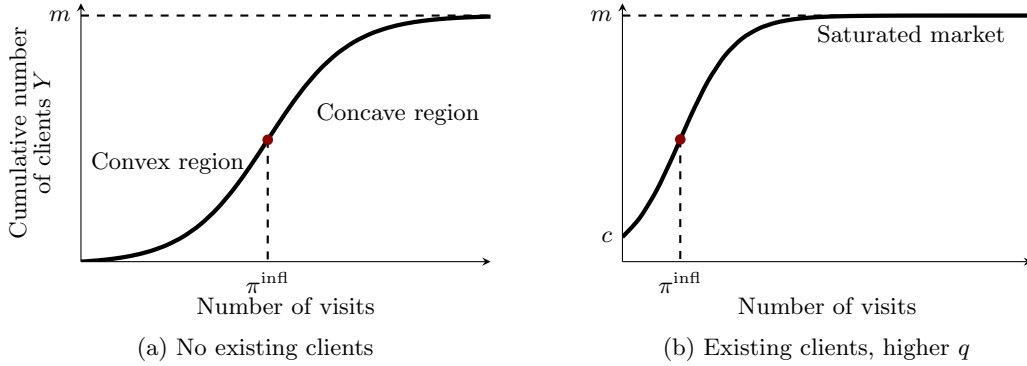 Cumulative number
of clients Y
m
Convex region
Concave region
π^infl
Number of visits
(a) No existing clients
m
Saturated market
c
π^infl
Number of visits
(b) Existing clients, higher q